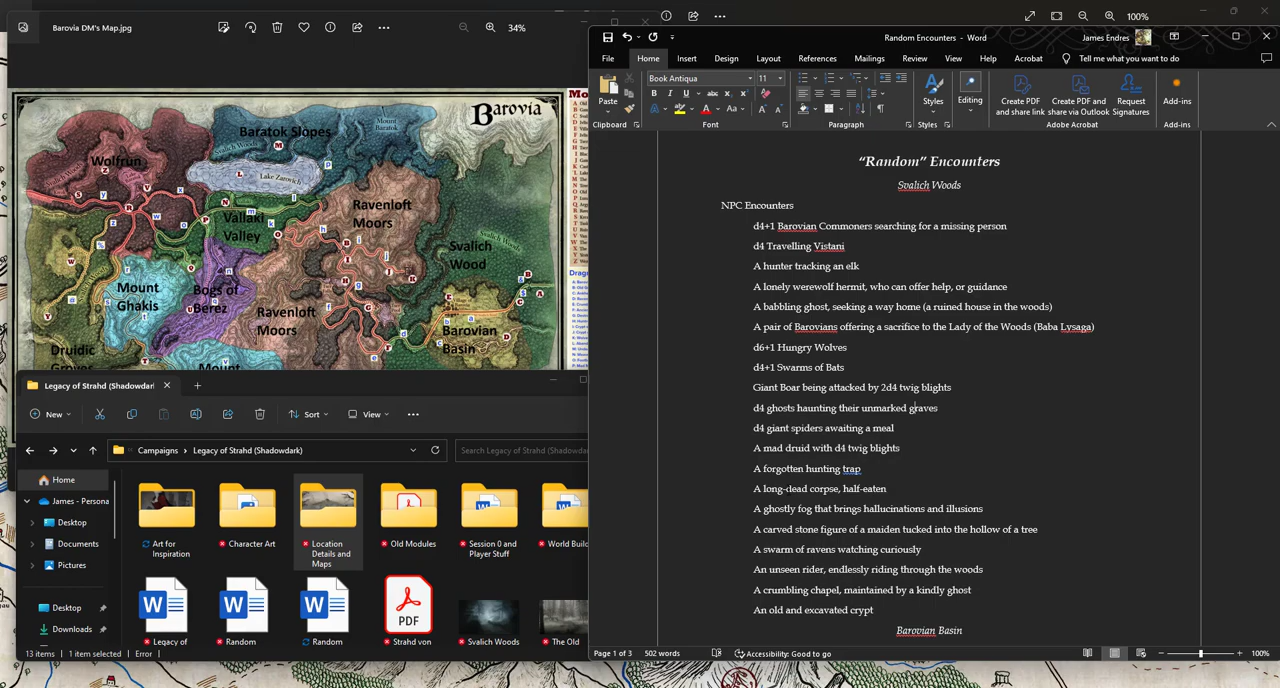 Barovia DM's Map.jpg
34%
100%
Barovia
Baratok Slopes
Mount
Baratok
Wolfrun
Lake Zarovich
Ravenloft
Moors
Vallaki
Valley
Svalich
Wood
Mount
Ghakis
Bogs of
Berez
Ravenloft
Moors
Barovian
Basin
Druidic
Mount
Legacy of Strahd (Shadowdark
New
Sort
View
Campaigns > Legacy of Strahd (Shadowdark)
Search Legacy of Strahd (Shadowdark
Home
James - Persona
Desktop
Documents
Pictures
Desktop
Downloads
Art for
Inspiration
Character Art
Location
Details and
Maps
Old Modules
Session 0 and
Player Stuff
World Build
Legacy of
Random
Random
PDF
Strahd von
Svalich Woods
The Old
13 items
1 item selected
Error
Random Encounters - Word
James Endres
File
Home
Insert
Design
Layout
References
Mailings
Review
View
Help
Acrobat
Tell me what you want to do
Paste
Clipboard
Book Antiqua
11
Font
Paragraph
Styles
Styles
Editing
Create PDF
and share link
Create PDF and
share via Outlook
Request
Signatures
Adobe Acrobat
Add-ins
Add-ins
“Random” Encounters
Svalich Woods
NPC Encounters
d4+1 Barovian Commoners searching for a missing person
d4 Travelling Vistani
A hunter tracking an elk
A lonely werewolf hermit, who can offer help, or guidance
A babbling ghost, seeking a way home (a ruined house in the woods)
A pair of Barovians offering a sacrifice to the Lady of the Woods (Baba Lysaga)
d6+1 Hungry Wolves
d4+1 Swarms of Bats
Giant Boar being attacked by 2d4 twig blights
d4 ghosts haunting their unmarked graves
d4 giant spiders awaiting a meal
A mad druid with d4 twig blights
A forgotten hunting trap
A long-dead corpse, half-eaten
A ghostly fog that brings hallucinations and illusions
A carved stone figure of a maiden tucked into the hollow of a tree
A swarm of ravens watching curiously
An unseen rider, endlessly riding through the woods
A crumbling chapel, maintained by a kindly ghost
An old and excavated crypt
Barovian Basin
Page 1 of 3
502 words
Accessibility: Good to go
100%